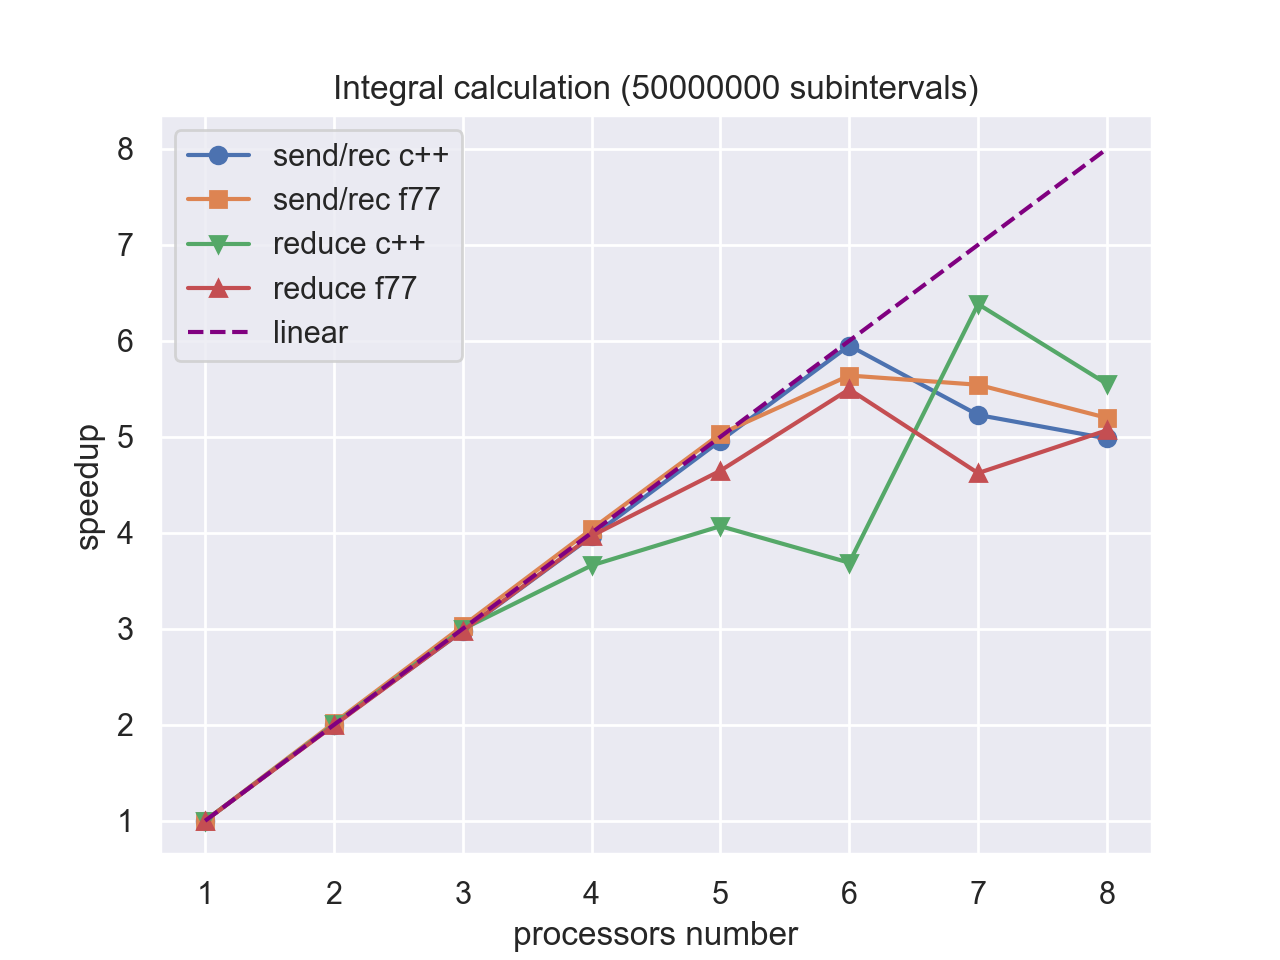 Integral calculation (50000000 subintervals)
send/rec c++
send/rec f77
reduce c++
reduce f77
linear
speedup
8
7
6
5
4
3
2
1
1 2 3 4 5 6 7 8
processors number